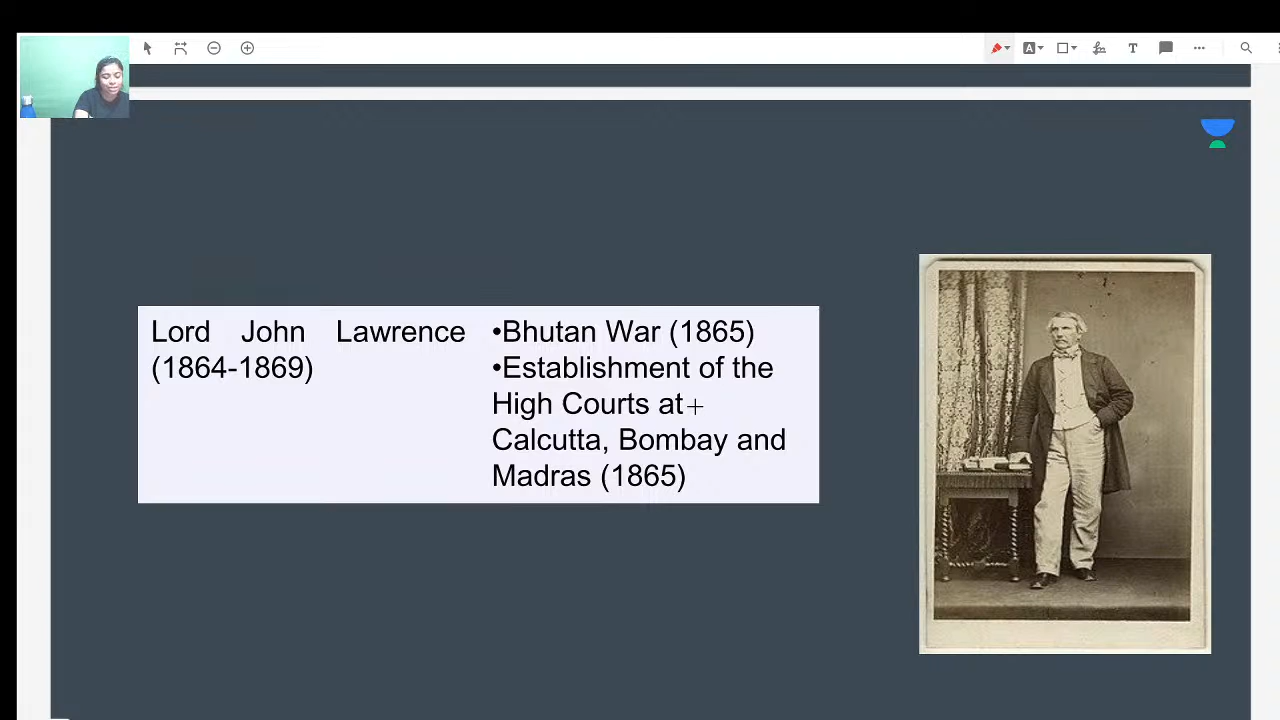 Lord John Lawrence
(1864-1869)
•Bhutan War (1865)
•Establishment of the
High Courts at
Calcutta, Bombay and
Madras (1865)